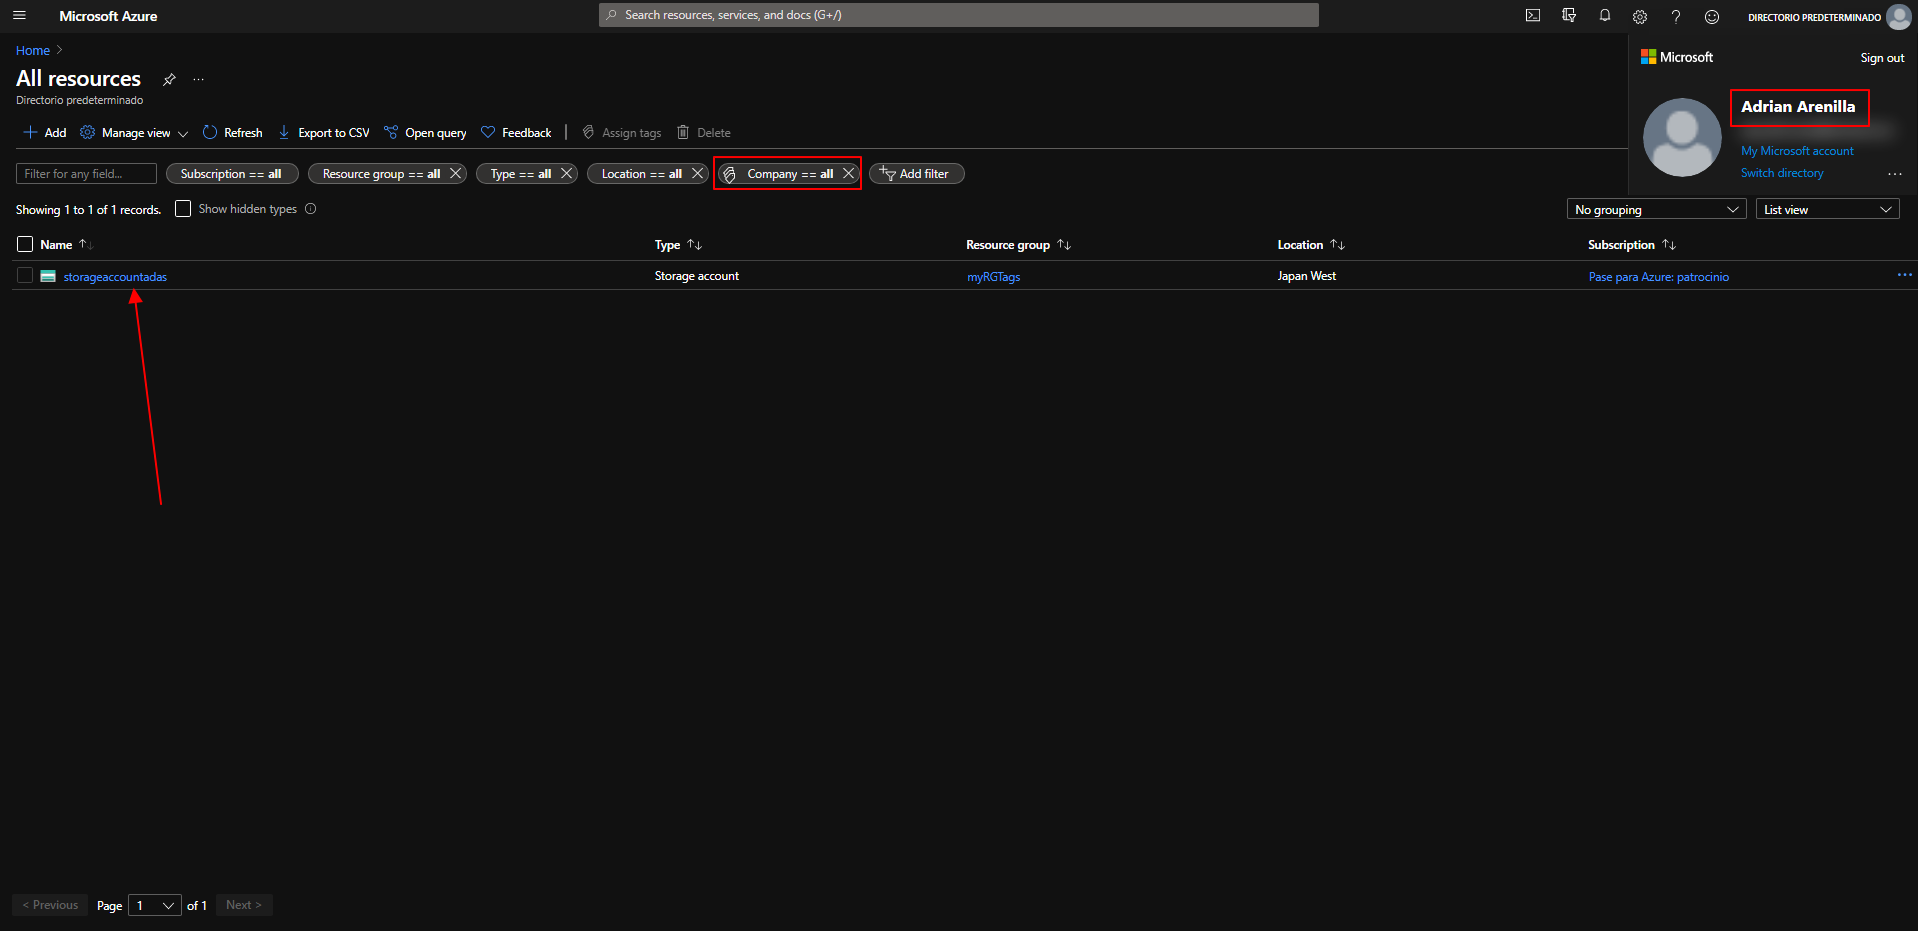 Microsoft Azure
Search resources, services, and docs (G+/)
DIRECTORIO PREDETERMINADO
Home
Microsoft
Sign out
All resources
...
Directorio predeterminado
Adrian Arenilla
My Microsoft account
Switch directory
...
Add
Manage view
Refresh
Export to CSV
Open query
Feedback
Assign tags
Delete
Filter for any field...
Subscription == all
Resource group == all
Type == all
Location == all
Company == all
Add filter
Showing 1 to 1 of 1 records.
Show hidden types
No grouping
List view
Name
Type
Resource group
Location
Subscription
storageaccountadas
Storage account
myRGTags
Japan West
Pase para Azure: patrocinio
...
< Previous
Page
1
of 1
Next >